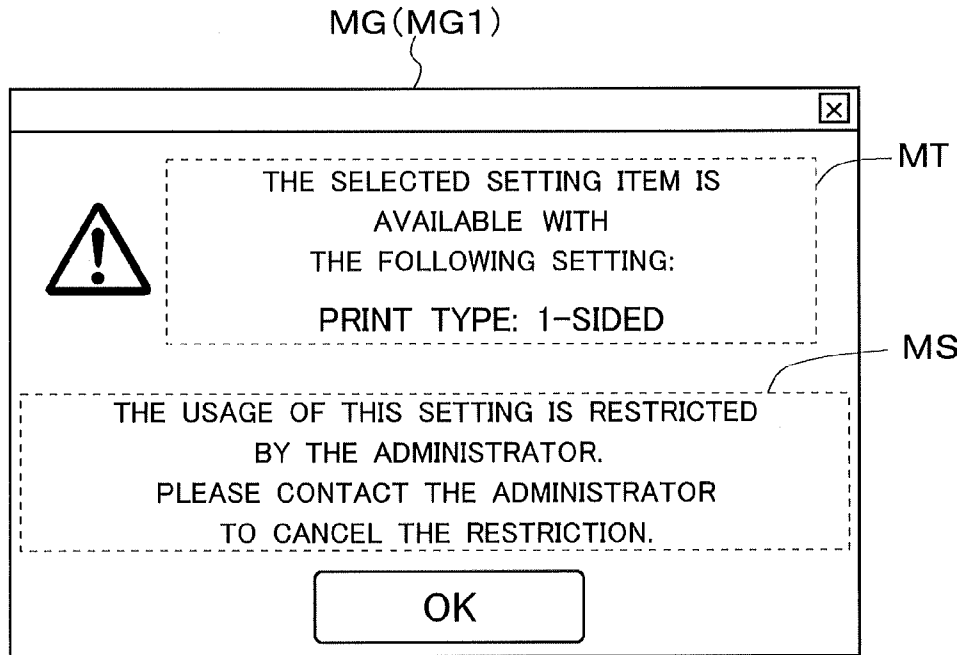 MG(MG1)
MT
THE SELECTED SETTING ITEM IS
AVAILABLE WITH
THE FOLLOWING SETTING:
PRINT TYPE: 1-SIDED
MS
THE USAGE OF THIS SETTING IS RESTRICTED
BY THE ADMINISTRATOR.
PLEASE CONTACT THE ADMINISTRATOR
TO CANCEL THE RESTRICTION.
OK